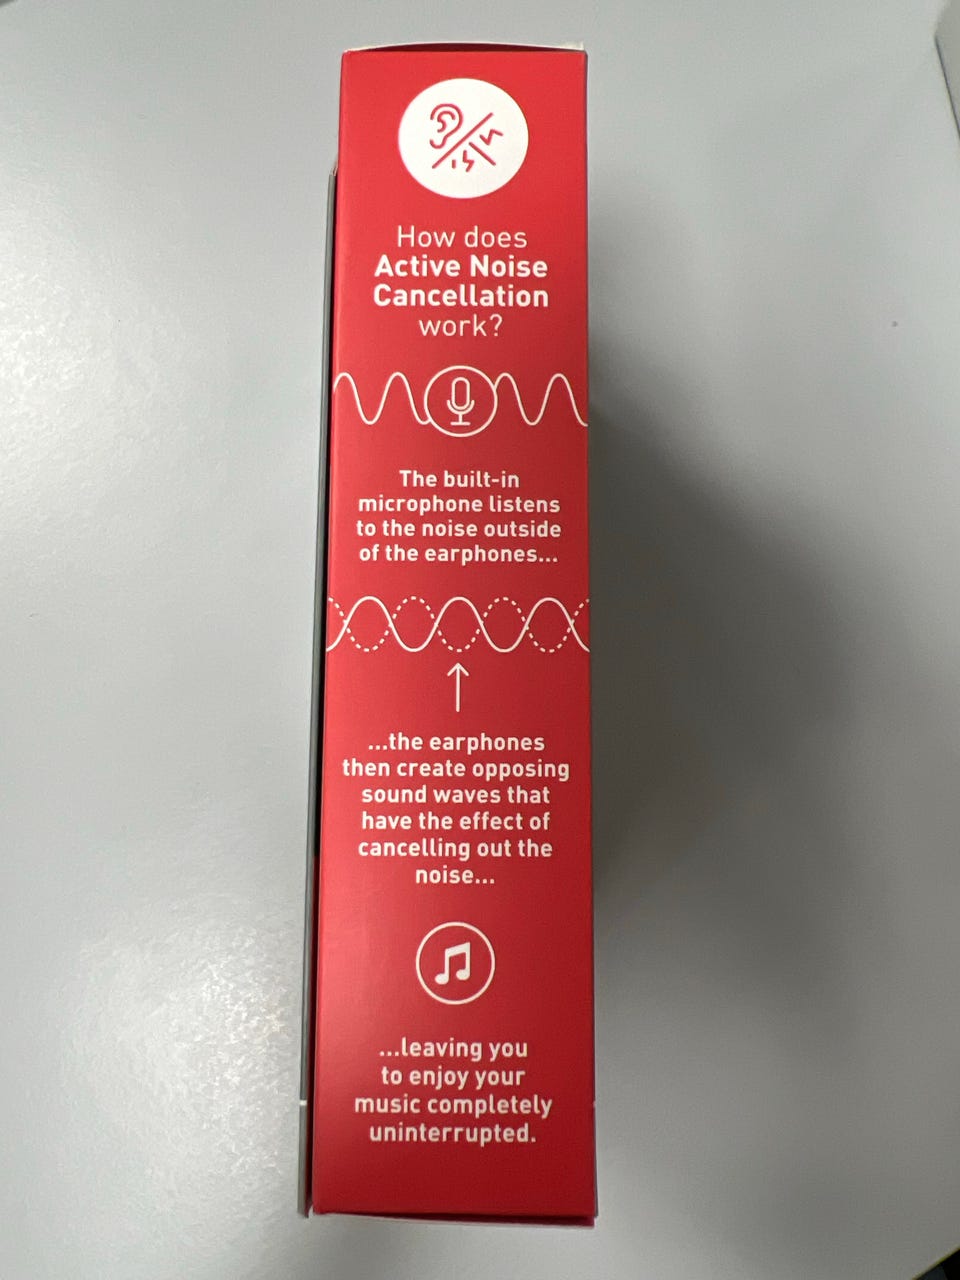 How does
Active Noise
Cancellation
work?
The built-in
microphone listens
to the noise outside
of the earphones...
...the earphones
then create opposing
sound waves that
have the effect of
cancelling out the
noise...
...leaving you
to enjoy your
music completely
uninterrupted.